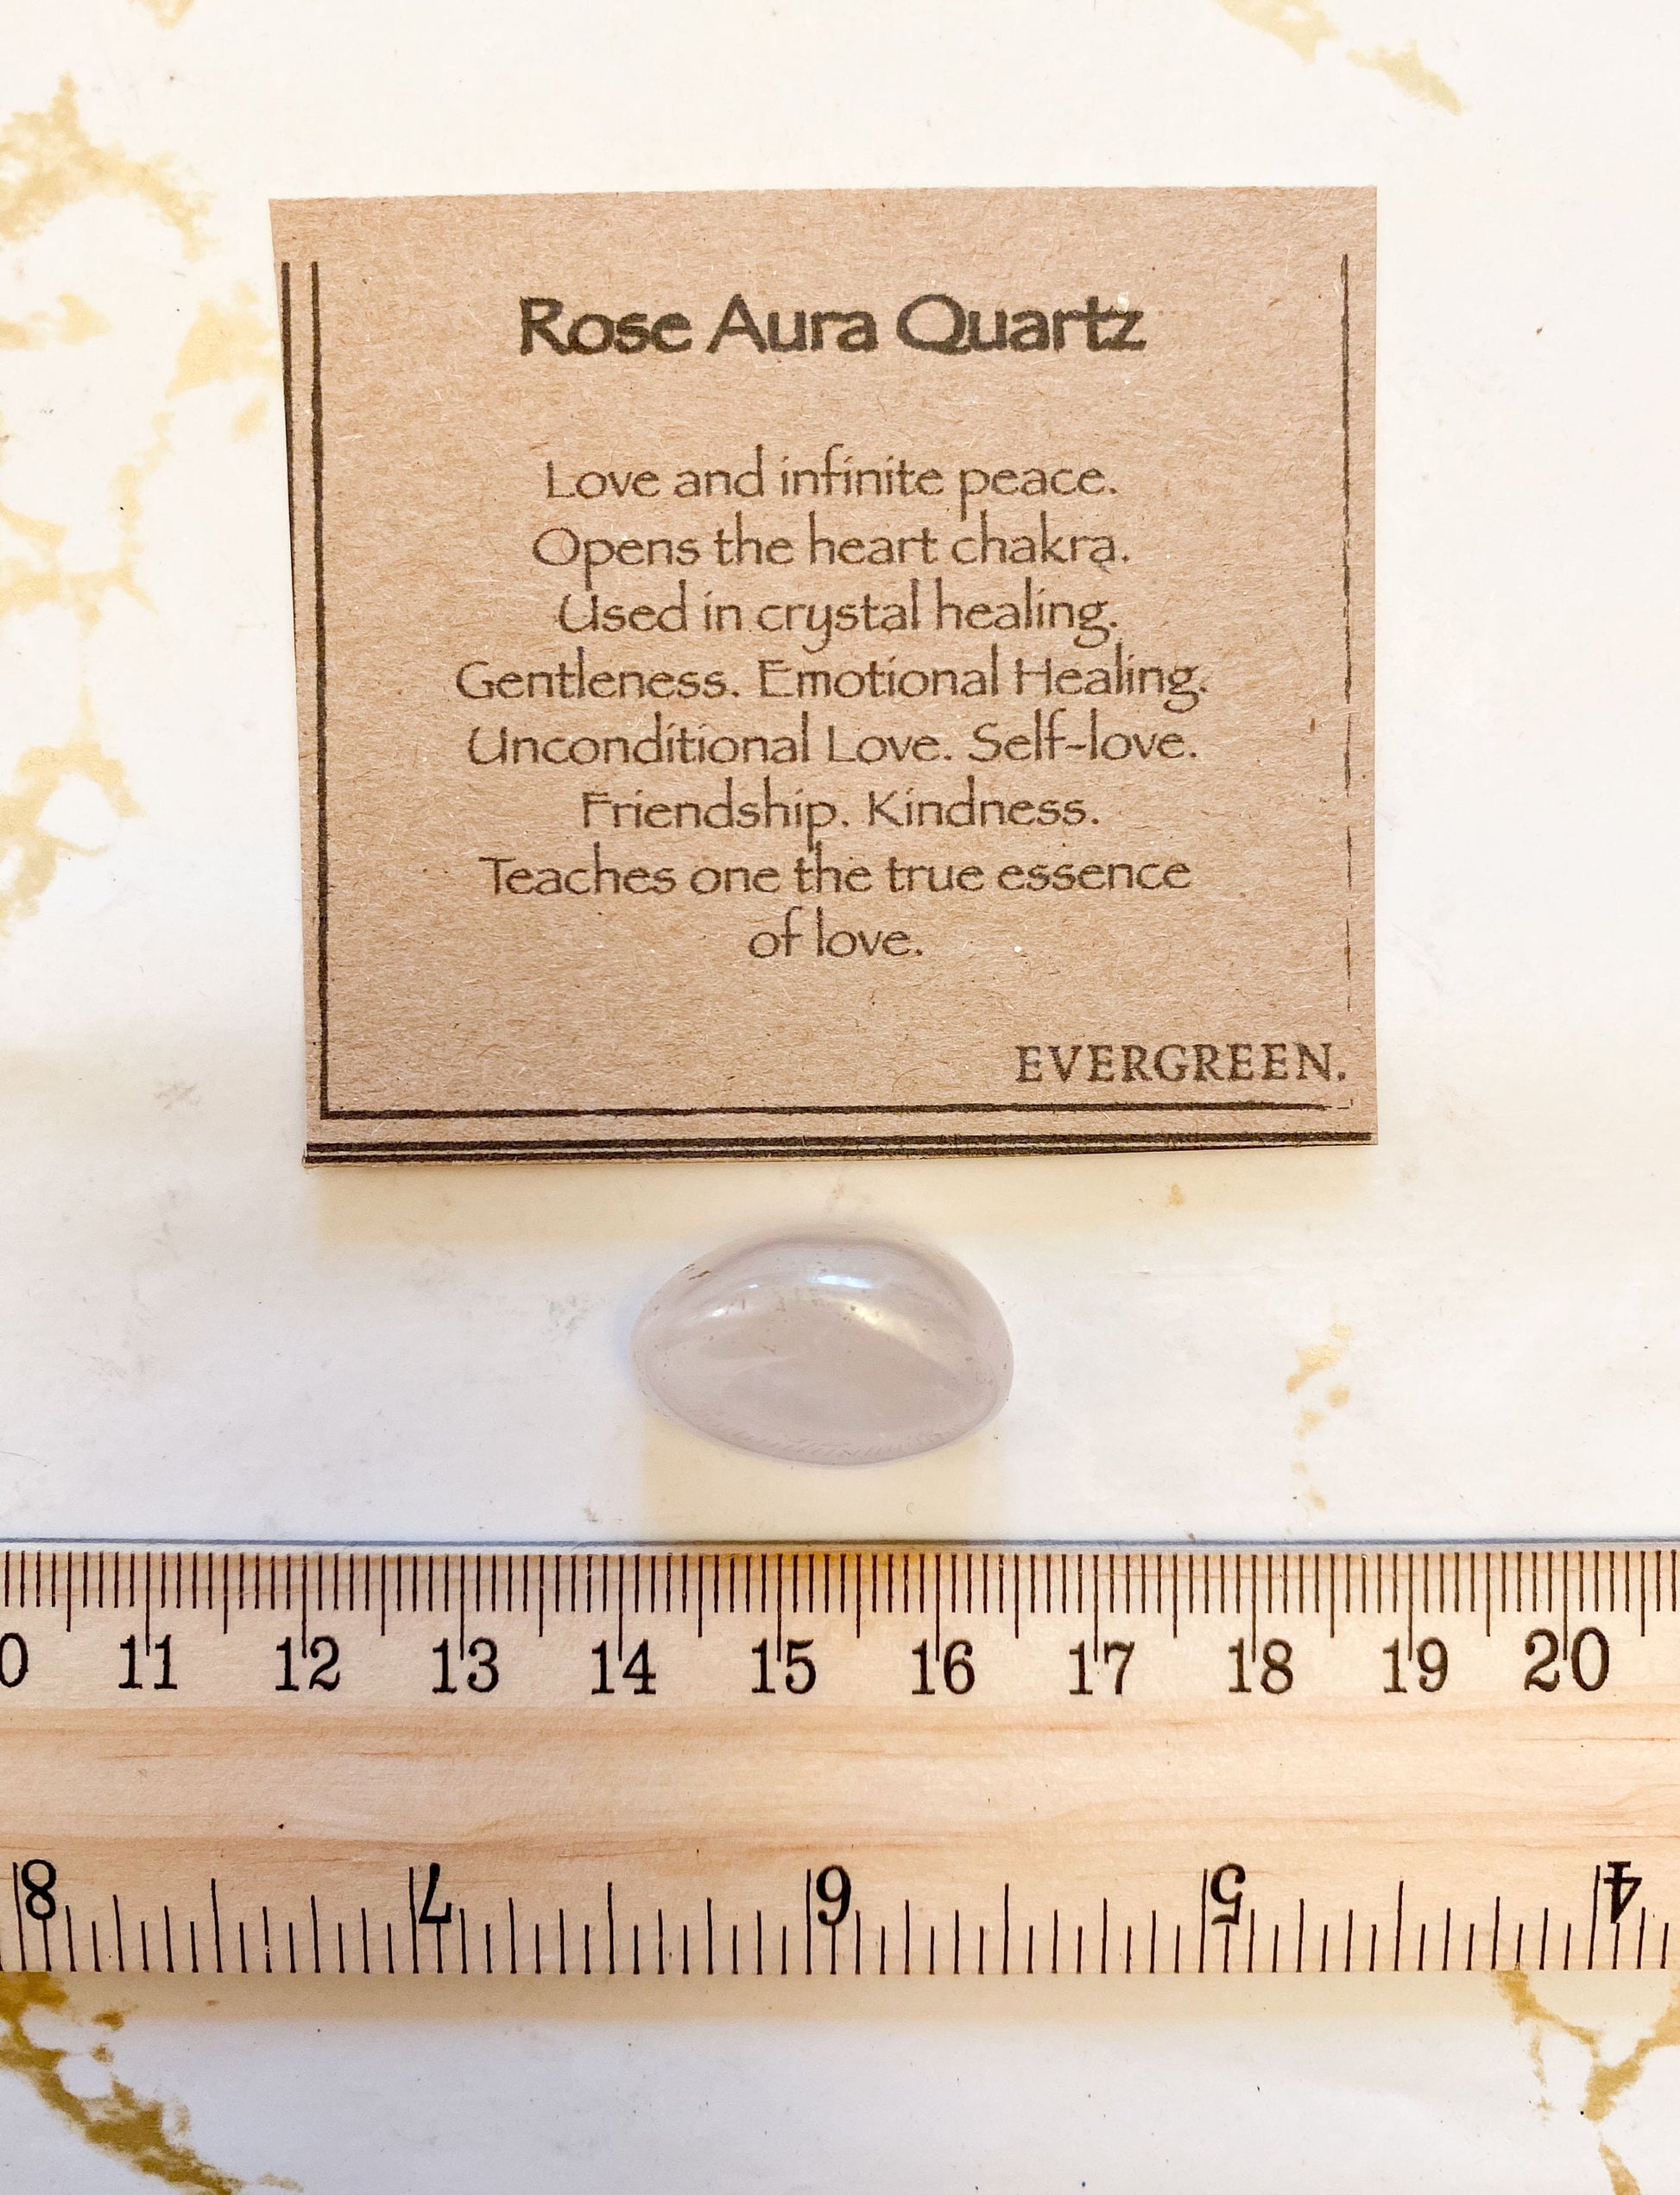 Rose Aura Quartz
Love and infinite peace.
Opens the heart chakra.
Used in crystal healing.
Gentleness. Emotional Healing.
Unconditional Love. Self-love.
Friendship. Kindness.
Teaches one the true essence
of love.
EVERGREEN.
0 11 12 13 14 15 16 17 18 19 20
8 7 6 5 4